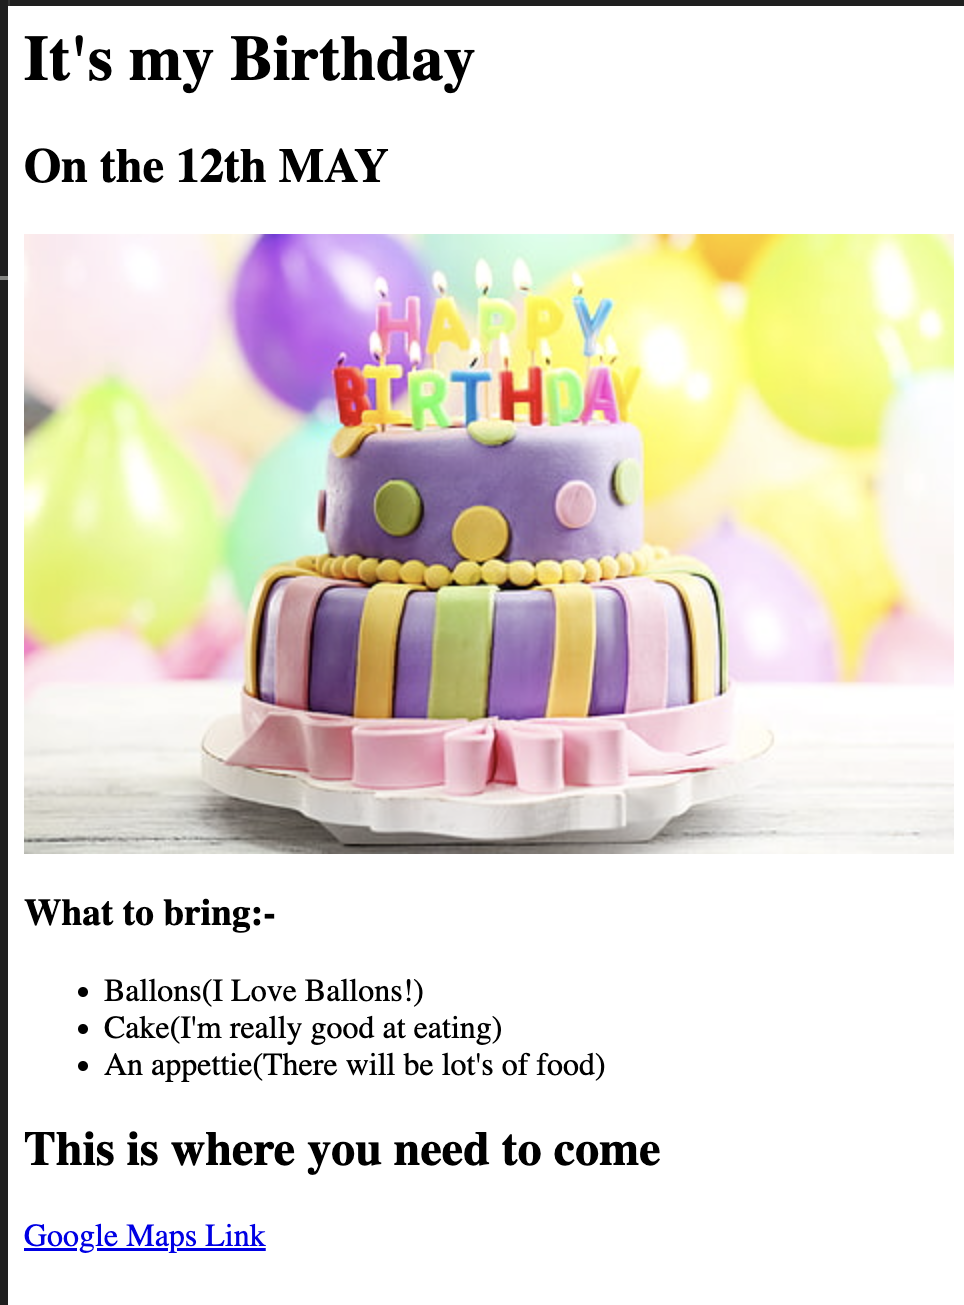 It's my Birthday
On the 12th MAY
HAPPY
BIRTHDAY
What to bring:-
Ballons(I Love Ballons!)
Cake(I'm really good at eating)
An appettie(There will be lot's of food)
This is where you need to come
Google Maps Link